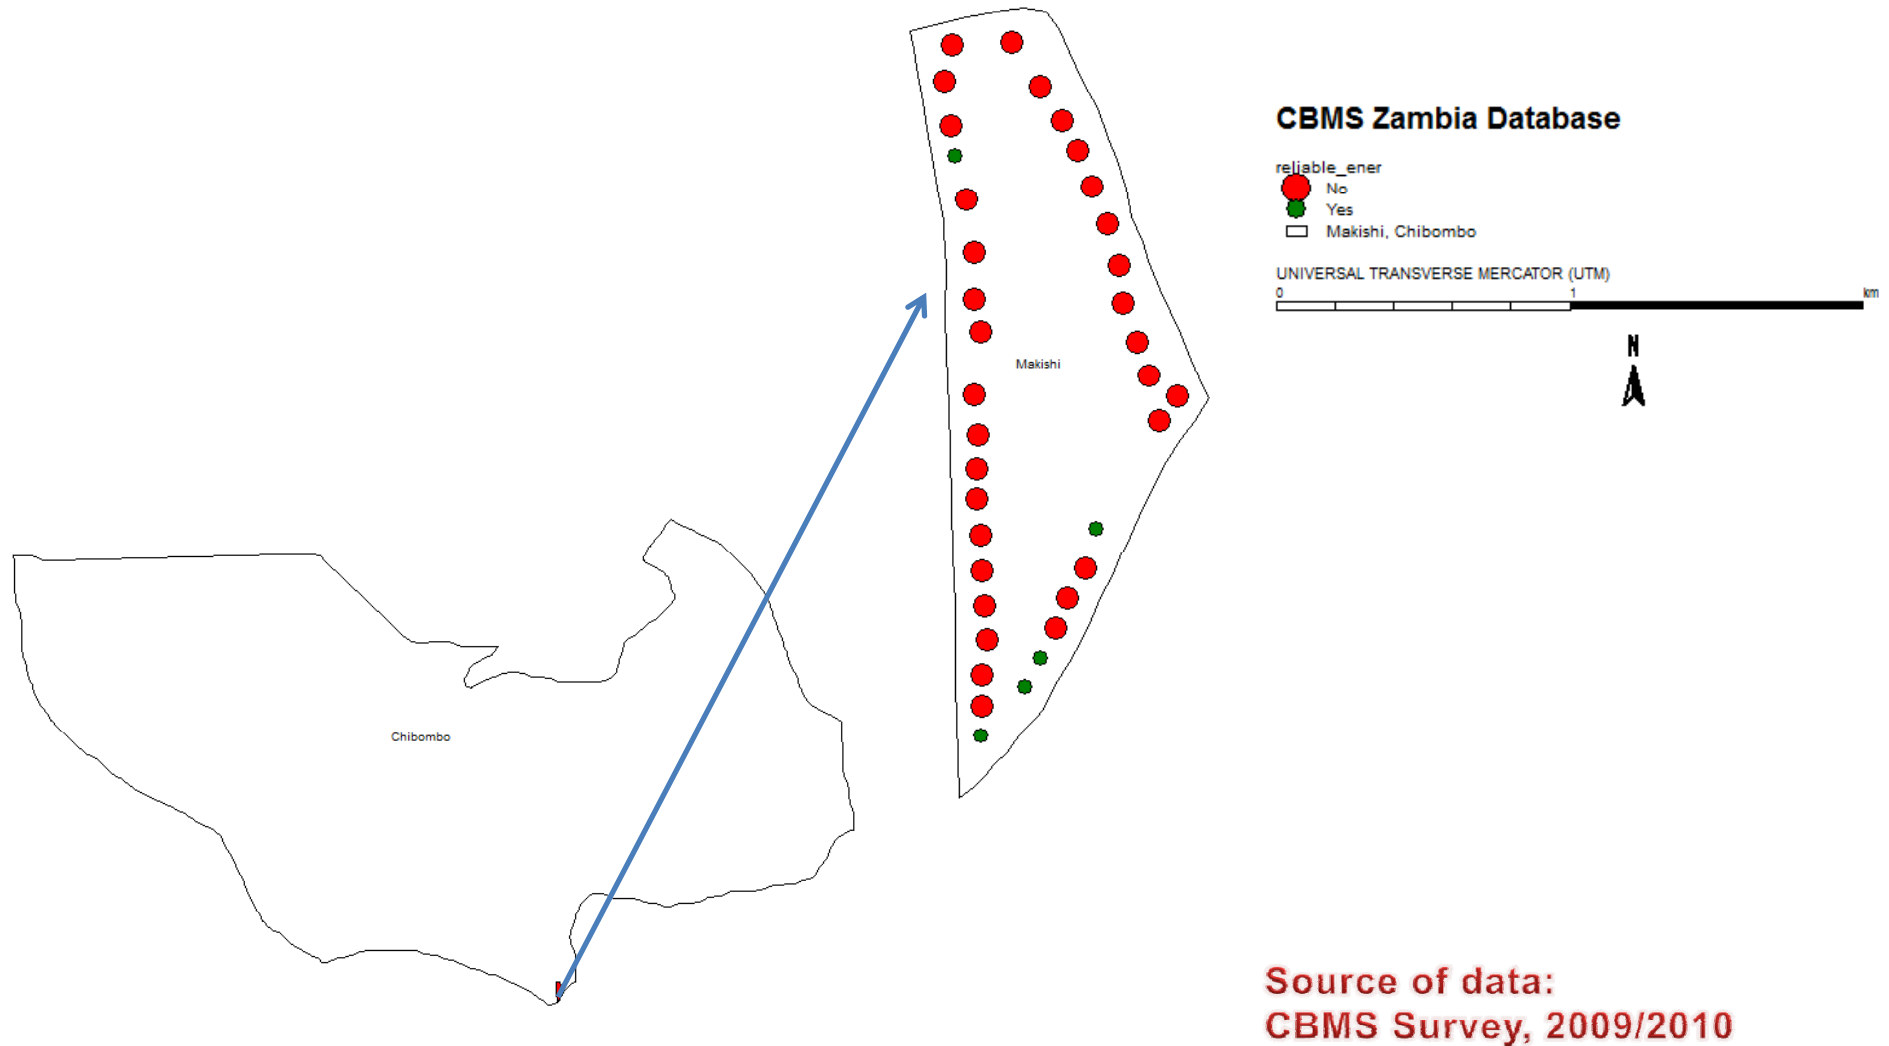 CBMS Zambia Database
reliable_ener
No
Yes
Makishi, Chibombo
UNIVERSAL TRANSVERSE MERCATOR (UTM)
0 1 km
N
Makishi
Chibombo
Source of data:
CBMS Survey, 2009/2010